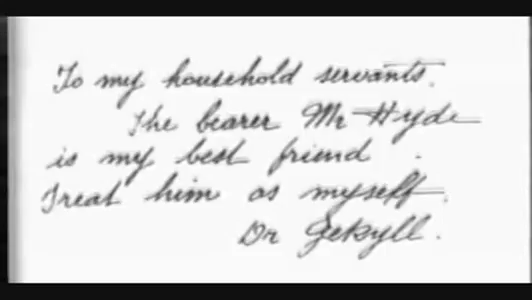 To my household servants.
The bearer Mr Hyde
is my best friend.
Treat him as myself.
Dr Jekyll.